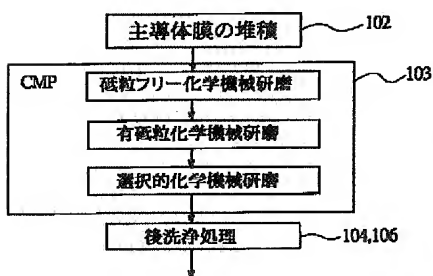 主導体膜の堆積 102
CMP 103
砥粒フリー化学機械研磨
有砥粒化学機械研磨
選択的化学機械研磨
後洗浄処理 104,106